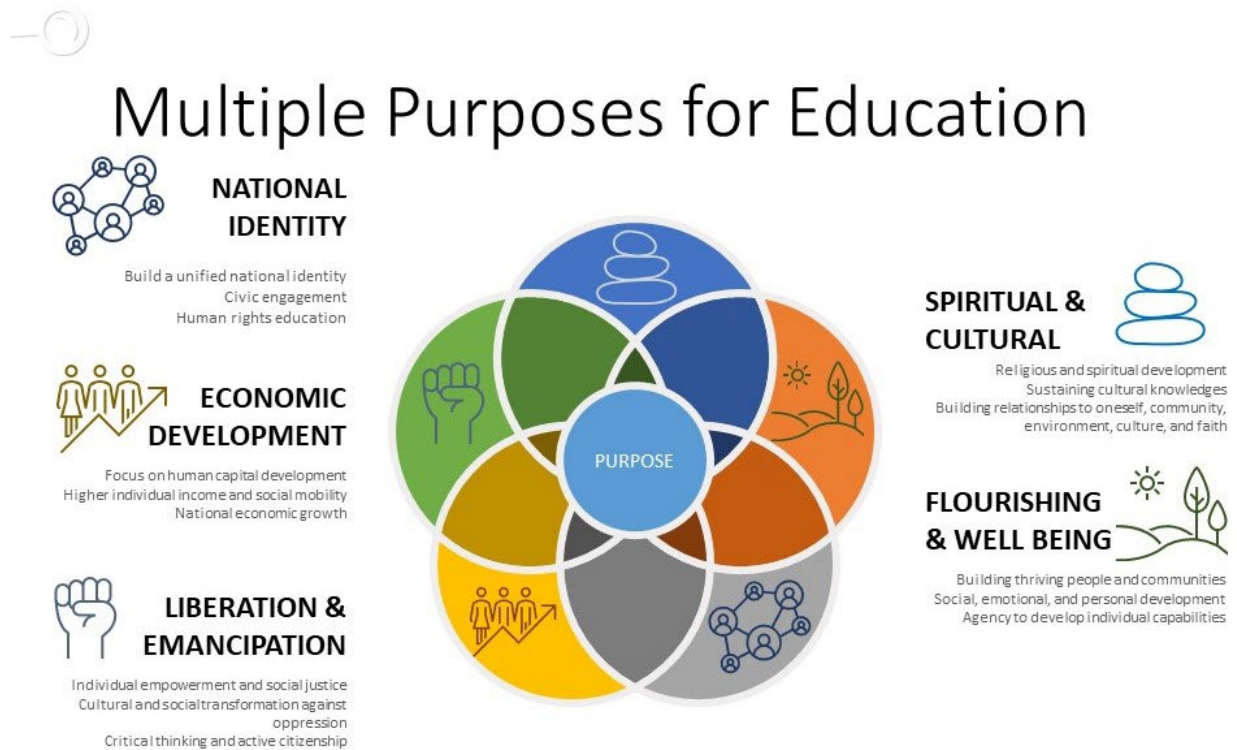 Multiple Purposes for Education
NATIONAL
IDENTITY
Build a unified national identity
Civic engagement
Human rights education
ECONOMIC
DEVELOPMENT
Focus on human capital development
Higher individual income and social mobility
National economic growth
LIBERATION &
EMANCIPATION
Individual empowerment and social justice
Cultural and social transformation against
oppression
Critical thinking and active citizenship
PURPOSE
SPIRITUAL &
CULTURAL
Religious and spiritual development
Sustaining cultural knowledges
Building relationships to oneself, community,
environment, culture, and faith
FLOURISHING
& WELL BEING
Building thriving people and communities
Social, emotional, and personal development
Agency to develop individual capabilities